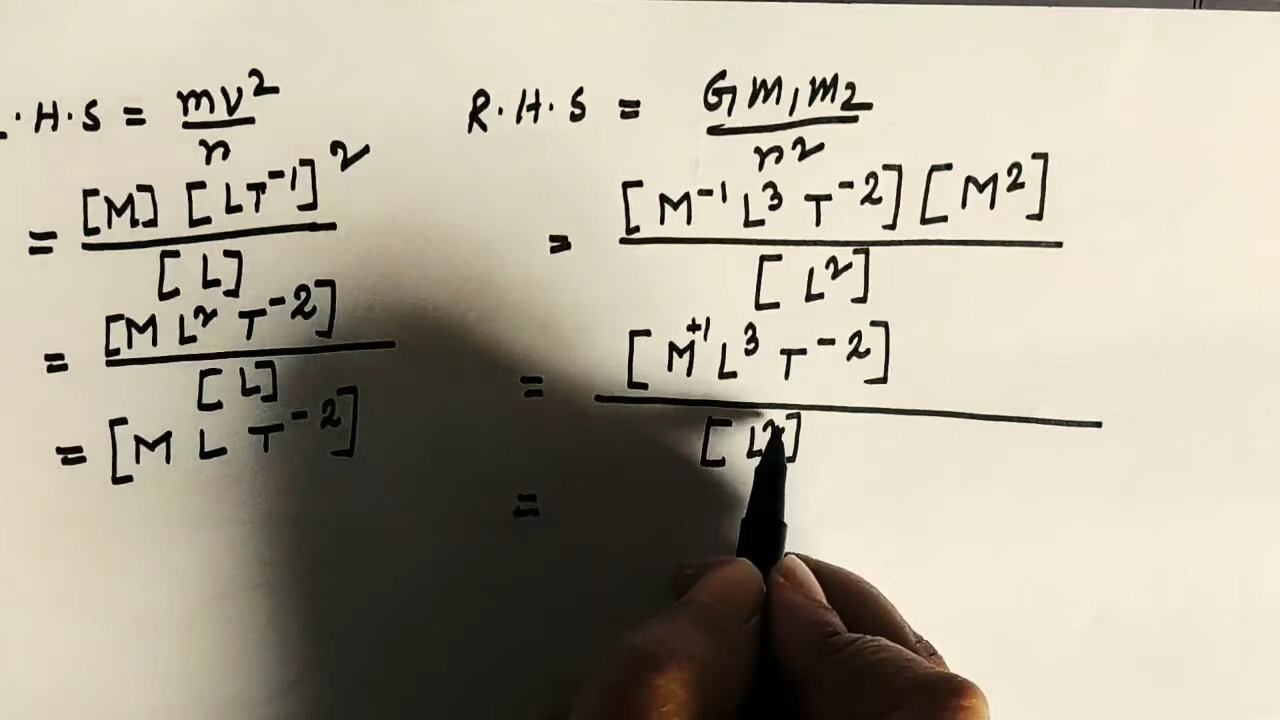 .H.S = mv²/r
= [M] [LT⁻¹]²/[L]
= [M L² T⁻²]/[L]
= [M L T⁻²]
R.H.S = G m₁m₂/r²
= [M⁻¹ L³ T⁻²] [M²]/[L²]
= [M⁺¹ L³ T⁻²]/[L²]
=